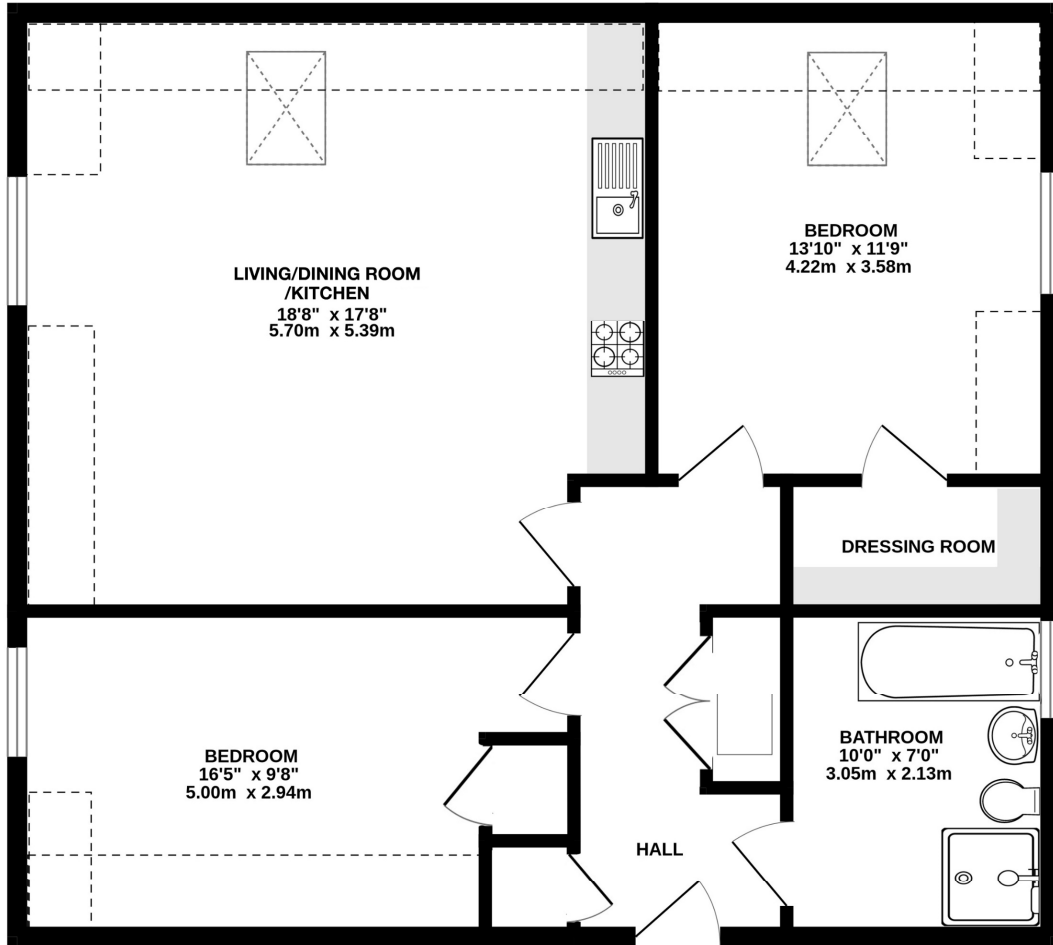 LIVING/DINING ROOM
/KITCHEN
18'8" x 17'8"
5.70m x 5.39m
BEDROOM
13'10" x 11'9"
4.22m x 3.58m
DRESSING ROOM
BEDROOM
16'5" x 9'8"
5.00m x 2.94m
BATHROOM
10'0" x 7'0"
3.05m x 2.13m
HALL